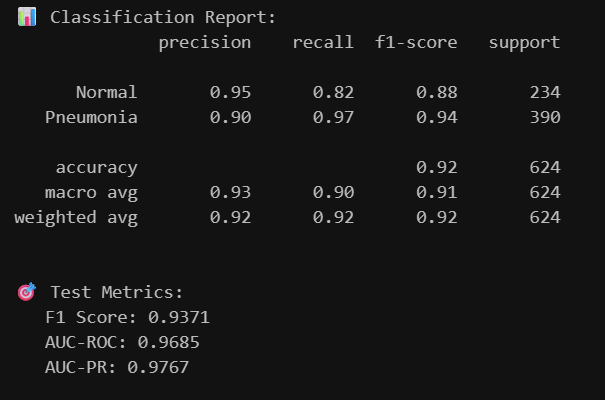 📊 Classification Report:
precision recall f1-score support
Normal 0.95 0.82 0.88 234
Pneumonia 0.90 0.97 0.94 390
accuracy 0.92 624
macro avg 0.93 0.90 0.91 624
weighted avg 0.92 0.92 0.92 624
🎯 Test Metrics:
F1 Score: 0.9371
AUC-ROC: 0.9685
AUC-PR: 0.9767